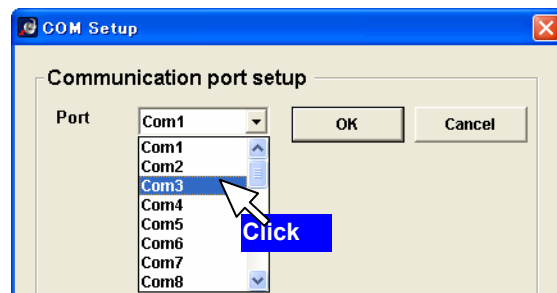 COM Setup
Communication port setup
Port
Com1
OK
Cancel
Com1
Com2
Com3
Com4
Com5
Com6
Com7
Com8
Click